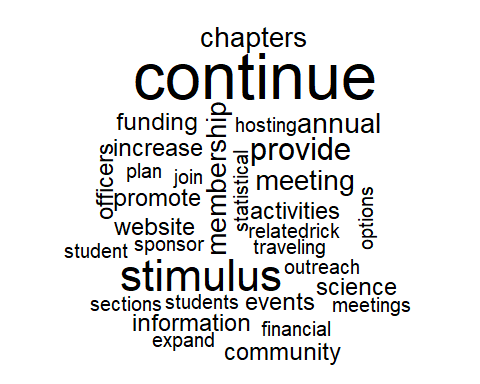 chapters
continue
funding
hosting
annual
increase
membership
provide
officers
plan
join
statistical
meeting
promote
activities
options
website
relatedrick
student
sponsor
traveling
stimulus
outreach
science
sections
students
events
meetings
information
financial
expand
community